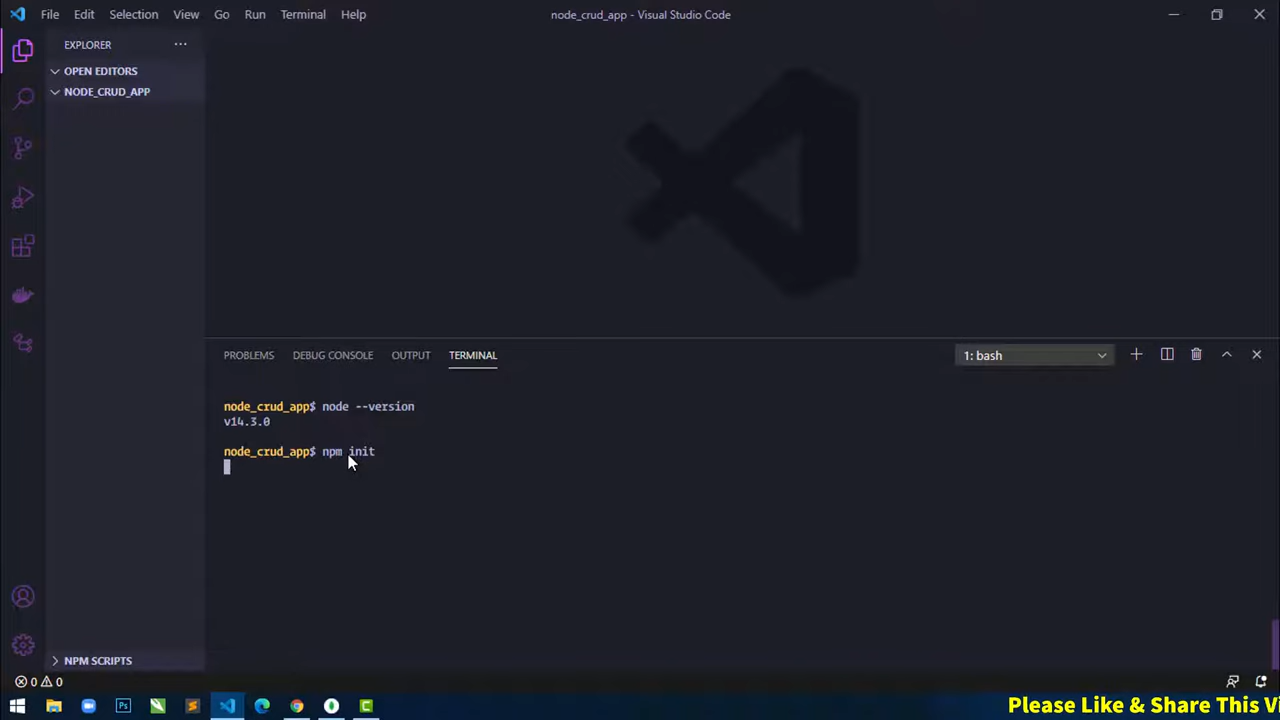 File Edit Selection View Go Run Terminal Help
node_crud_app - Visual Studio Code
EXPLORER
OPEN EDITORS
NODE_CRUD_APP
PROBLEMS DEBUG CONSOLE OUTPUT TERMINAL
1: bash
node_crud_app$ node --version
v14.3.0
node_crud_app$ npm init
NPM SCRIPTS
0 0
Ps
Please Like & Share This Vi